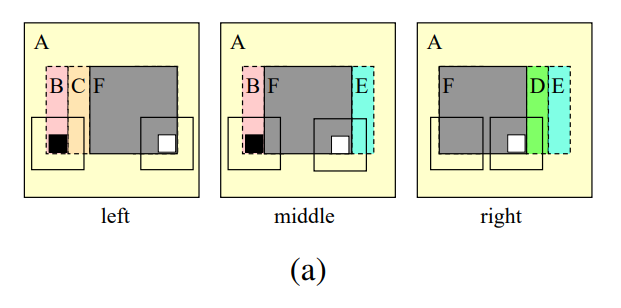 A A A
B C F B F E F D E
left middle right
(a)